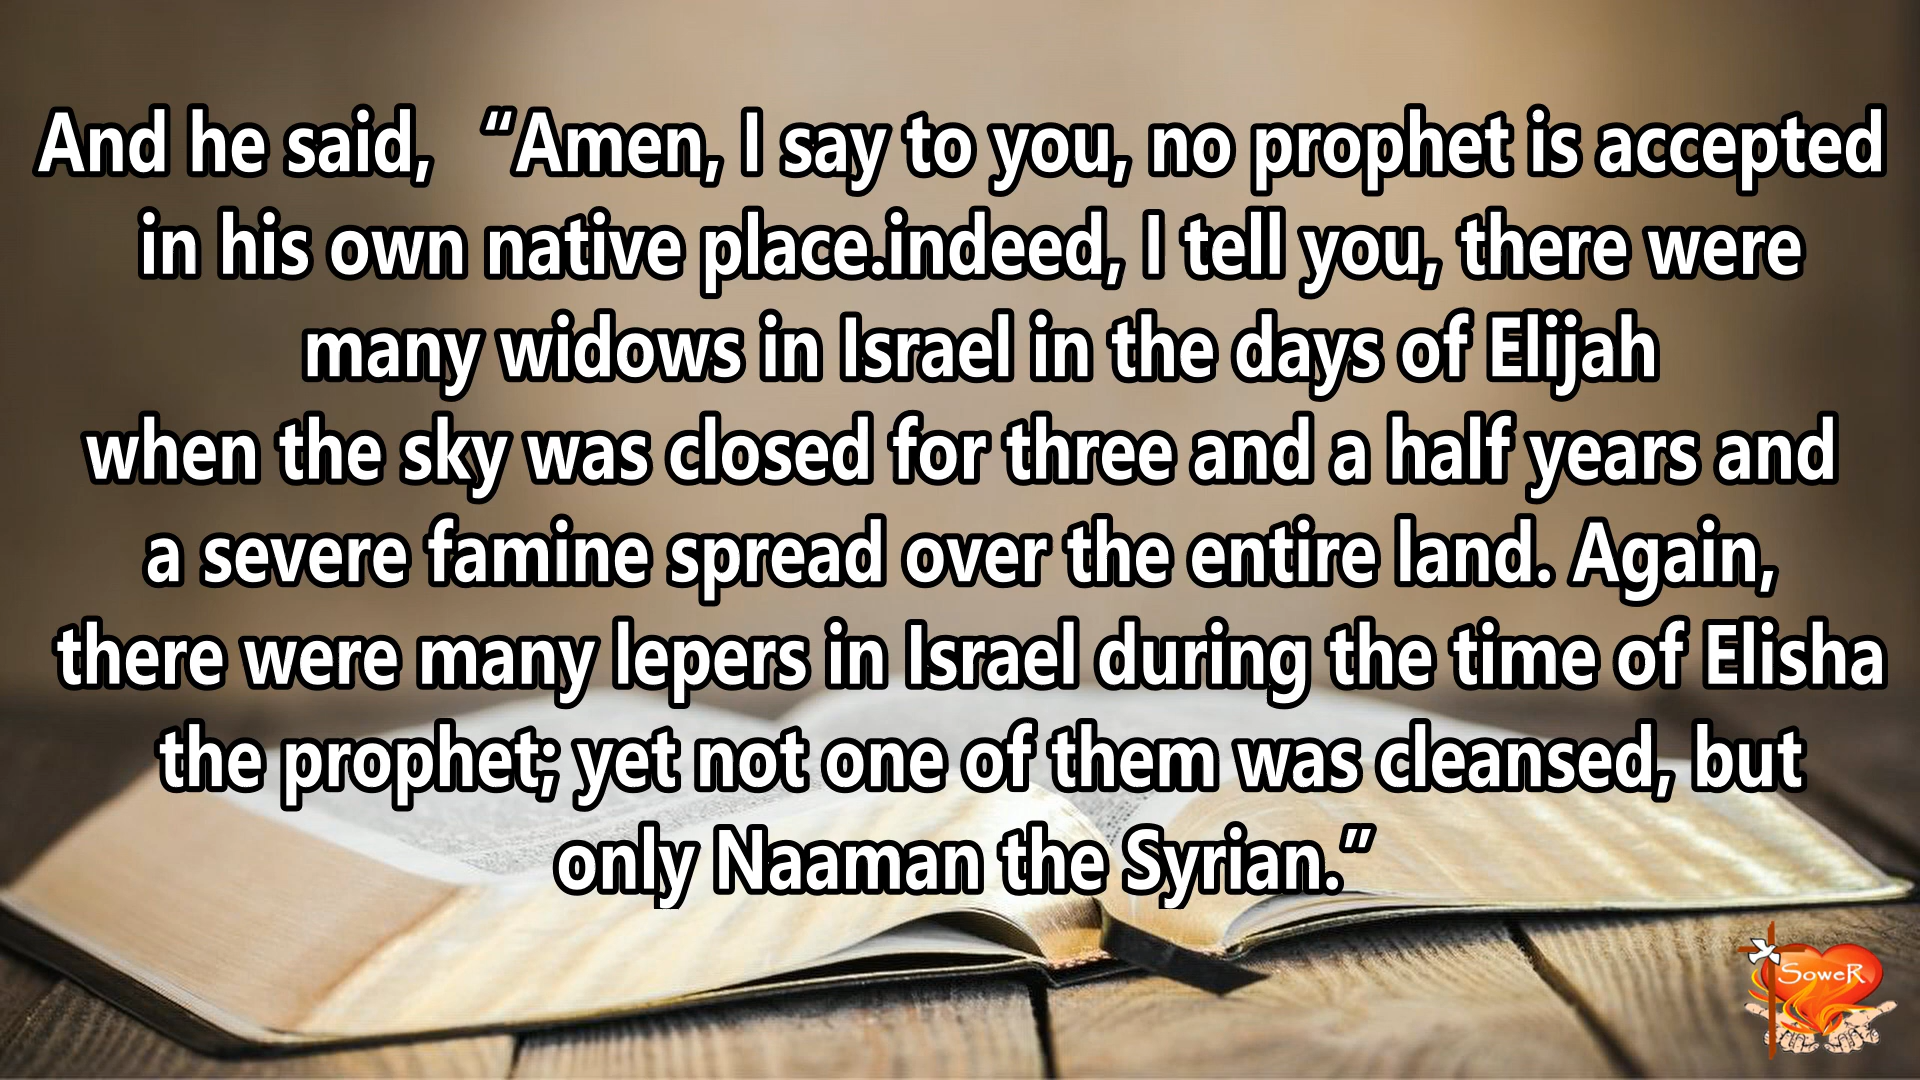 And he said, “Amen, I say to you, no prophet is accepted
in his own native place.indeed, I tell you, there were
many widows in Israel in the days of Elijah
when the sky was closed for three and a half years and
a severe famine spread over the entire land. Again,
there were many lepers in Israel during the time of Elisha
the prophet; yet not one of them was cleansed, but
only Naaman the Syrian.”
SoweR